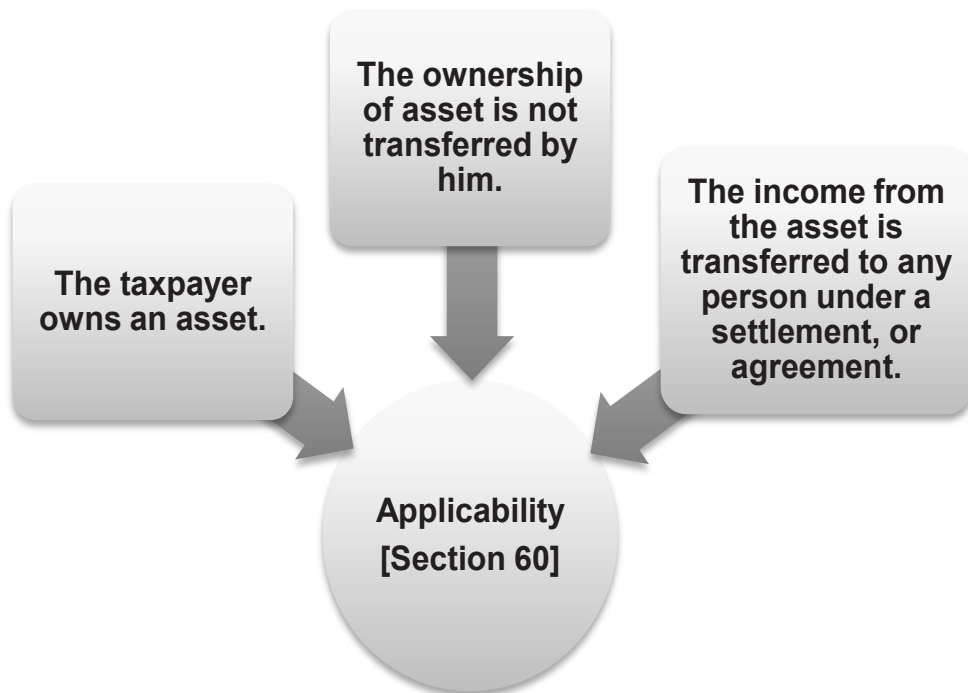 The taxpayer
owns an asset.
The ownership
of asset is not
transferred by
him.
The income from
the asset is
transferred to any
person under a
settlement, or
agreement.
Applicability
[Section 60]